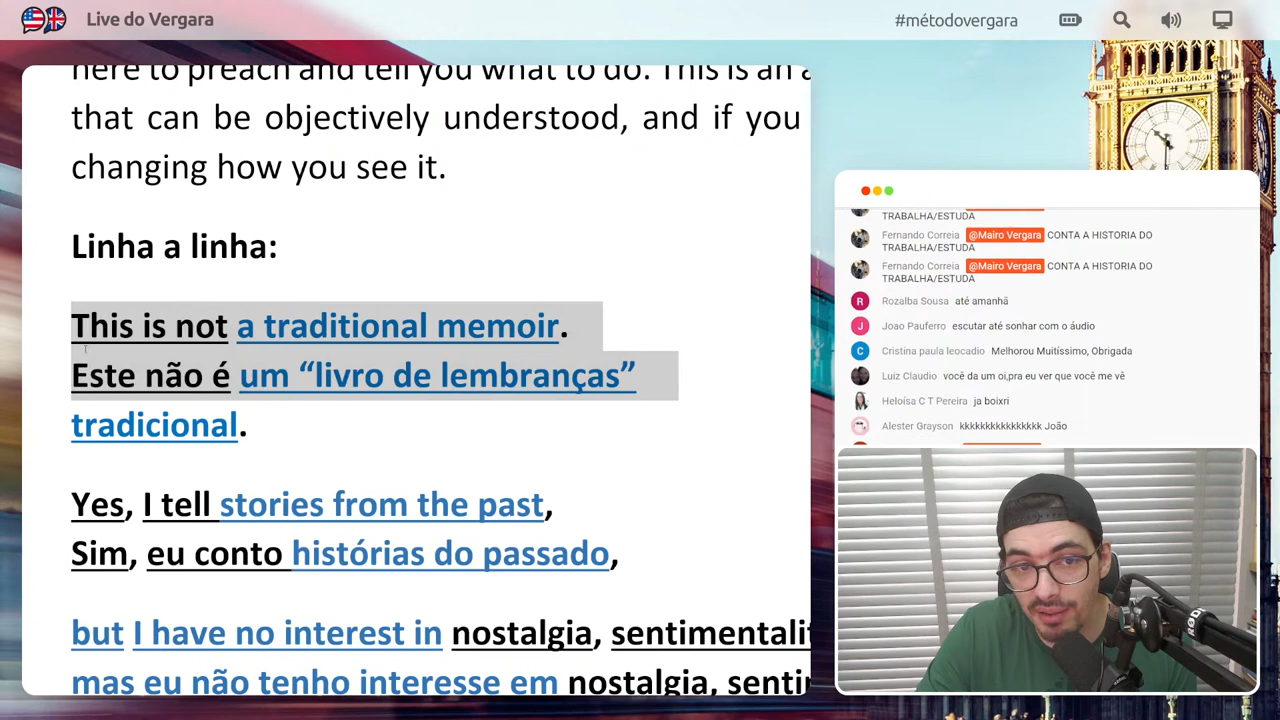 Live do Vergara
#métodovergara
here to preach and tell you what to do. This is an a
that can be objectively understood, and if you
changing how you see it.
Linha a linha:
This is not a traditional memoir.
Este não é um “livro de lembranças”
tradicional.
Yes, I tell stories from the past,
Sim, eu conto histórias do passado,
but I have no interest in nostalgia, sentimentalit
mas eu não tenho interesse em nostalgia, senti
TRABALHA/ESTUDA
Fernando Correia @Mairo Vergara CONTA A HISTORIA DO
TRABALHA/ESTUDA
Fernando Correia @Mairo Vergara CONTA A HISTORIA DO
TRABALHA/ESTUDA
R Rozalba Sousa até amanhã
J Joao Pauferro escutar até sonhar com o áudio
C Cristina paula leocadio Melhorou Muitíssimo, Obrigada
Luiz Claudio você da um oi,pra eu ver que você me vê
Heloísa C T Pereira ja boixri
Alester Grayson kkkkkkkkkkkkkkkk João
RØDE